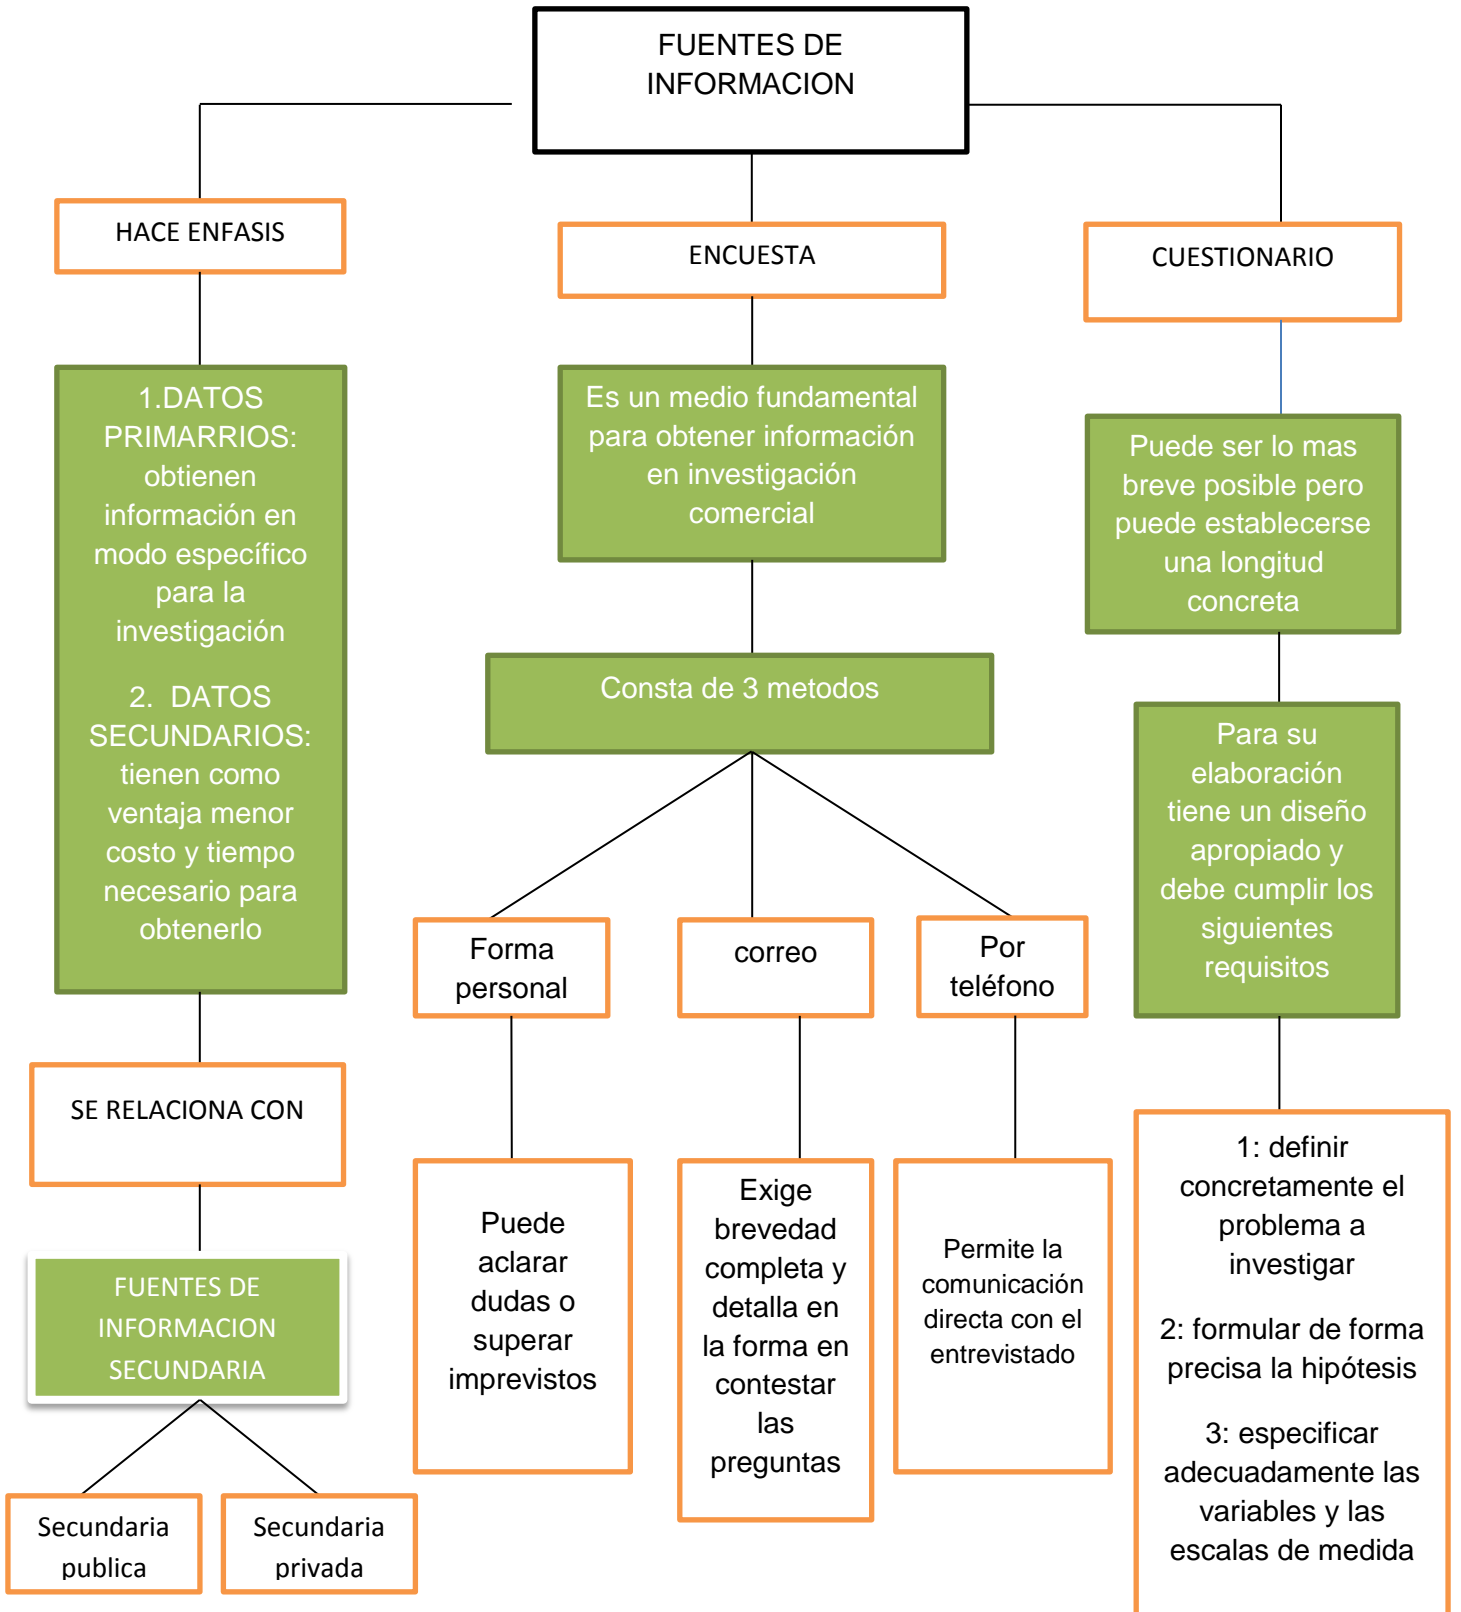 FUENTES DE
INFORMACION
HACE ENFASIS
ENCUESTA
CUESTIONARIO
1.DATOS
PRIMARRIOS:
obtienen
información en
modo específico
para la
investigación
2. DATOS
SECUNDARIOS:
tienen como
ventaja menor
costo y tiempo
necesario para
obtenerlo
SE RELACIONA CON
FUENTES DE
INFORMACION
SECUNDARIA
Secundaria
publica
Secundaria
privada
Es un medio fundamental
para obtener información
en investigación
comercial
Consta de 3 metodos
Forma
personal
correo
Por
teléfono
Puede
aclarar
dudas o
superar
imprevistos
Exige
brevedad
completa y
detalla en
la forma en
contestar
las
preguntas
Permite la
comunicación
directa con el
entrevistado
Puede ser lo mas
breve posible pero
puede establecerse
una longitud
concreta
Para su
elaboración
tiene un diseño
apropiado y
debe cumplir los
siguientes
requisitos
1: definir
concretamente el
problema a
investigar
2: formular de forma
precisa la hipótesis
3: especificar
adecuadamente las
variables y las
escalas de medida